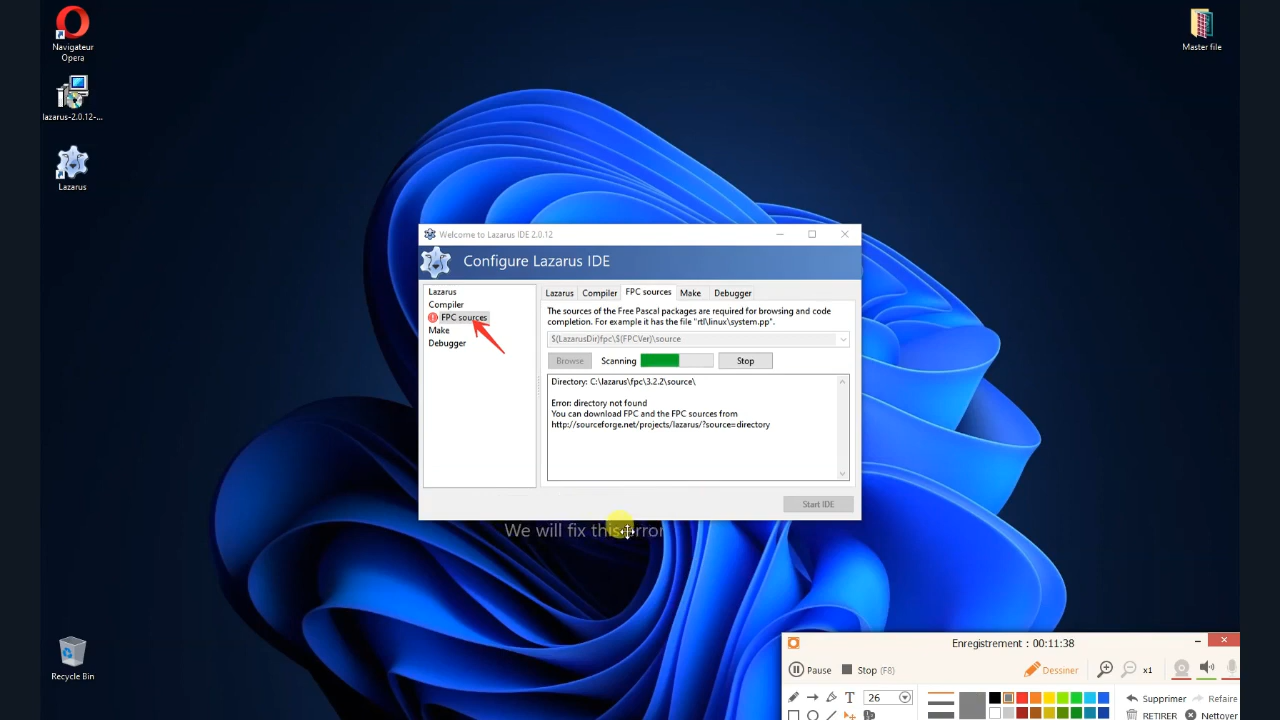 Navigateur
Opera
lazarus-2.0.12-...
Lazarus
Master file
Welcome to Lazarus IDE 2.0.12
Configure Lazarus IDE
Lazarus
Compiler
FPC sources
Make
Debugger
Lazarus Compiler FPC sources Make Debugger
The sources of the Free Pascal packages are required for browsing and code
completion. For example it has the file "rtl\linux\system.pp".
$(LazarusDir)fpc\$(FPCVer)\source
Browse Scanning Stop
Directory: C:\lazarus\fpc\3.2.2\source\
Error: directory not found
You can download FPC and the FPC sources from
http://sourceforge.net/projects/lazarus/?source=directory
Start IDE
We will fix this error
Recycle Bin
Enregistrement : 00:11:38
Pause Stop (F8) Dessiner x1
T 26 Supprimer Refaire
RETIRER Nettoyer